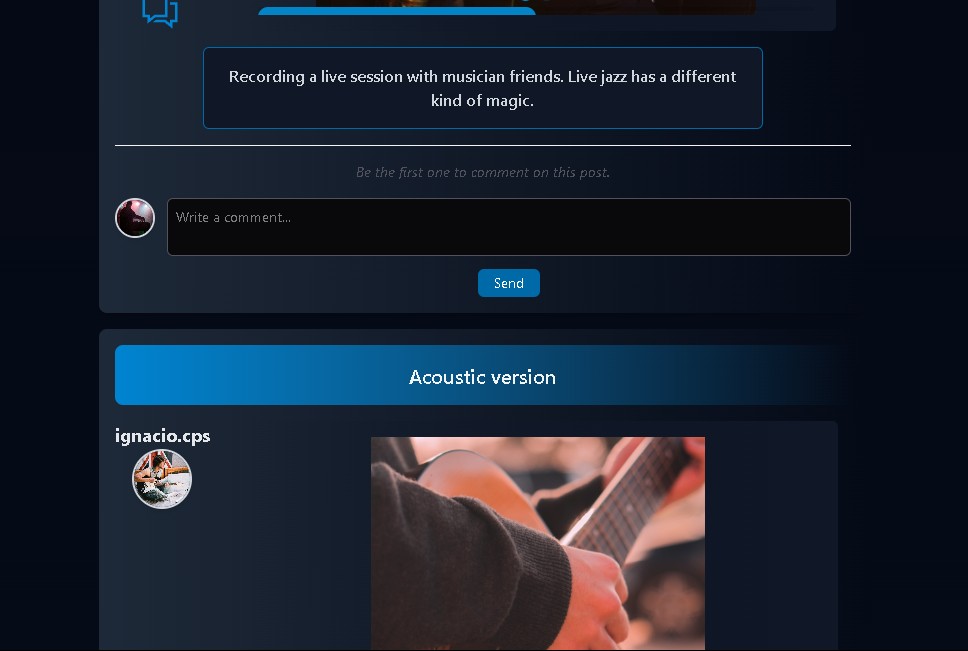 Recording a live session with musician friends. Live jazz has a different
kind of magic.
Be the first one to comment on this post.
Write a comment...
Send
Acoustic version
ignacio.cps